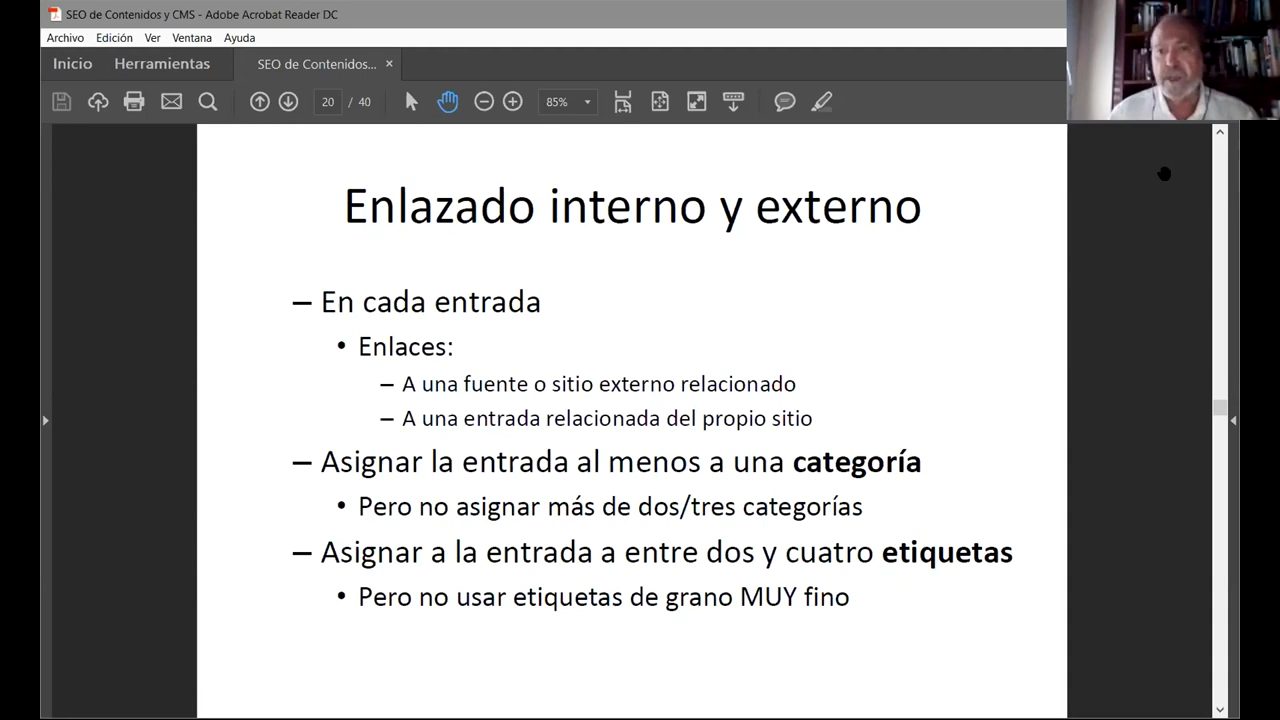 SEO de Contenidos y CMS - Adobe Acrobat Reader DC
Archivo Edición Ver Ventana Ayuda
Inicio Herramientas SEO de Contenidos... ×
20 / 40 85%
Enlazado interno y externo
– En cada entrada
• Enlaces:
– A una fuente o sitio externo relacionado
– A una entrada relacionada del propio sitio
– Asignar la entrada al menos a una categoría
• Pero no asignar más de dos/tres categorías
– Asignar a la entrada a entre dos y cuatro etiquetas
• Pero no usar etiquetas de grano MUY fino